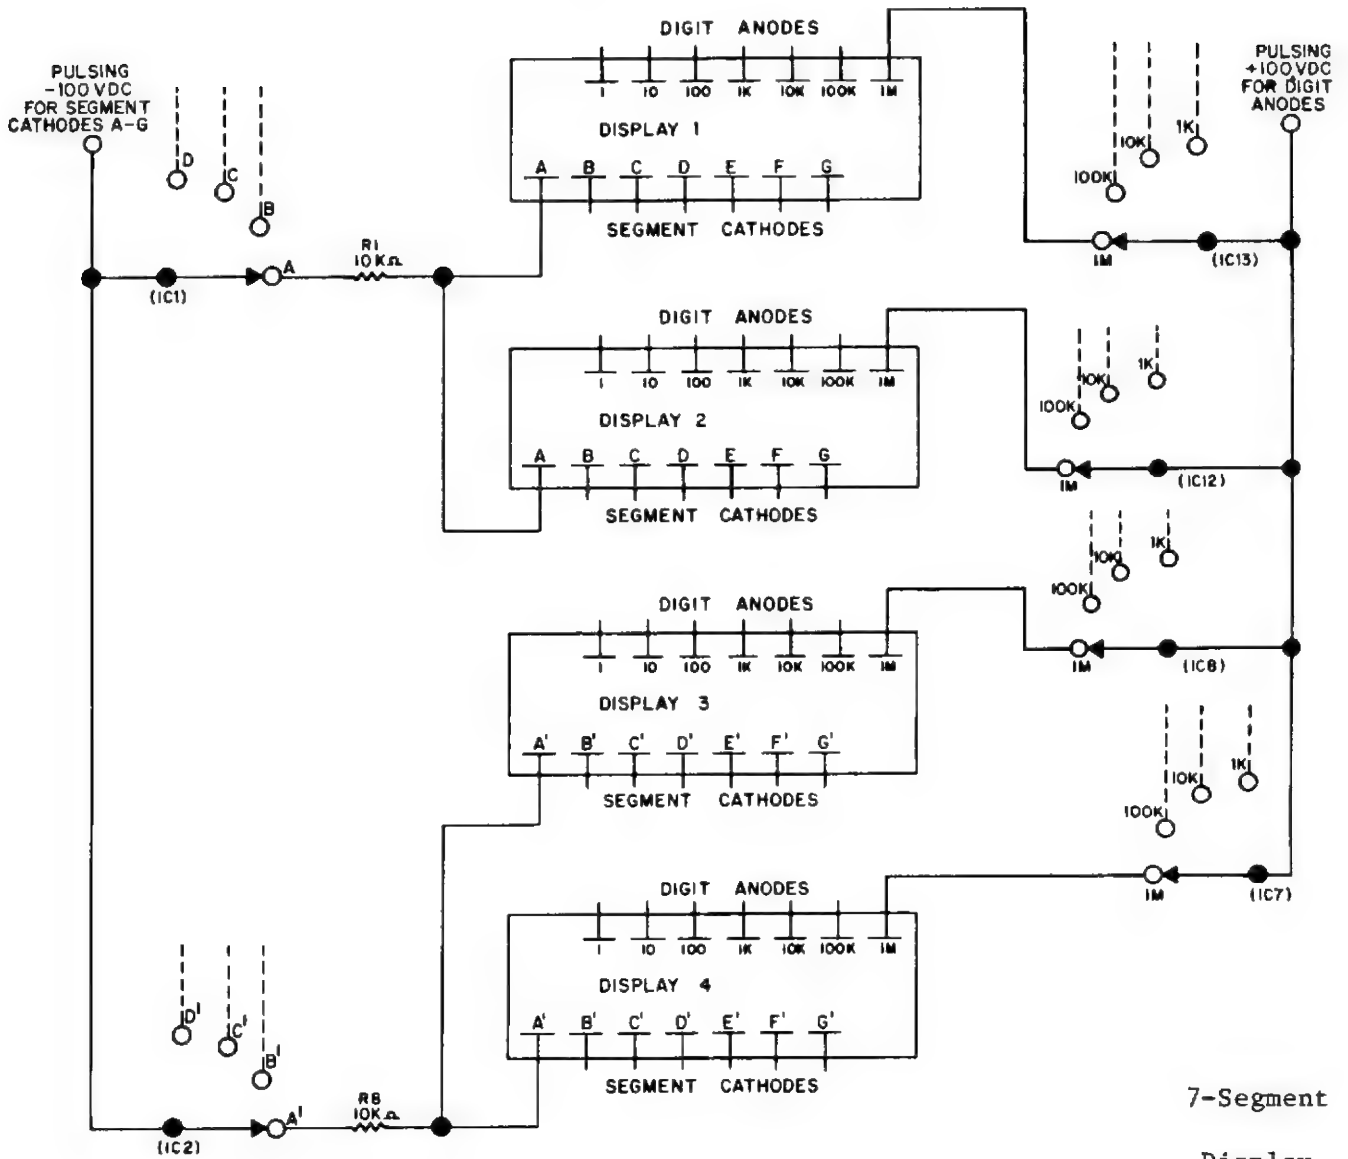 PULSING
-100 VDC
FOR SEGMENT
CATHODES A-G
D
C
B
A
(IC1)
R1
10KΩ
DIGIT ANODES
1 10 100 1K 10K 100K 1M
DISPLAY 1
A B C D E F G
SEGMENT CATHODES
PULSING
+100 VDC
FOR DIGIT
ANODES
100K
10K
1K
1M
(IC13)
DIGIT ANODES
1 10 100 1K 10K 100K 1M
DISPLAY 2
A B C D E F G
SEGMENT CATHODES
100K
10K
1K
1M
(IC12)
DIGIT ANODES
1 10 100 1K 10K 100K 1M
DISPLAY 3
A' B' C' D' E' F' G'
SEGMENT CATHODES
100K
10K
1K
1M
(IC8)
DIGIT ANODES
1 10 100 1K 10K 100K 1M
DISPLAY 4
A' B' C' D' E' F' G'
SEGMENT CATHODES
100K
10K
1K
1M
(IC7)
D'
C'
B'
A'
(IC2)
R8
10KΩ
7-Segment
Display